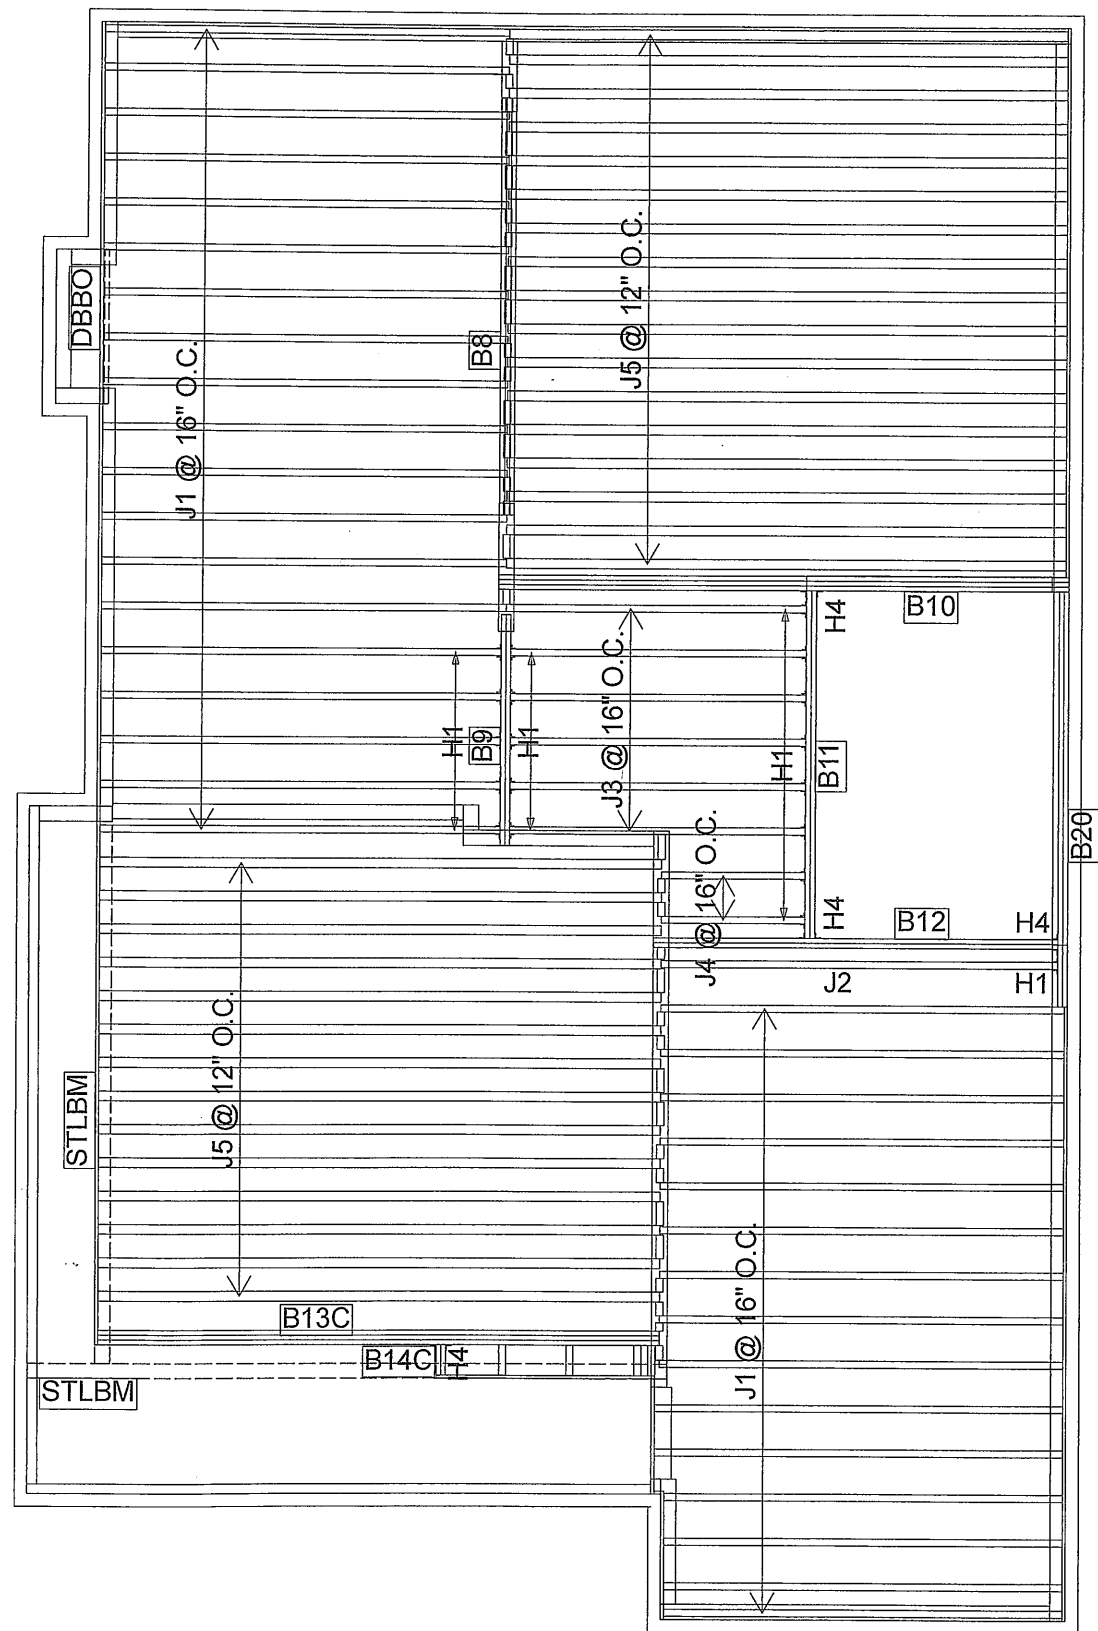 DBBO
J1 @ 16" O.C.
B8
J5 @ 12" O.C.
H4
B10
H1
B9
H1
J3 @ 16" O.C.
H1
B11
B20
J4 @ 16" O.C.
H4
B12
H4
J2
H1
STLBM
J5 @ 12" O.C.
B13C
B14C
H4
STLBM
J1 @ 16" O.C.